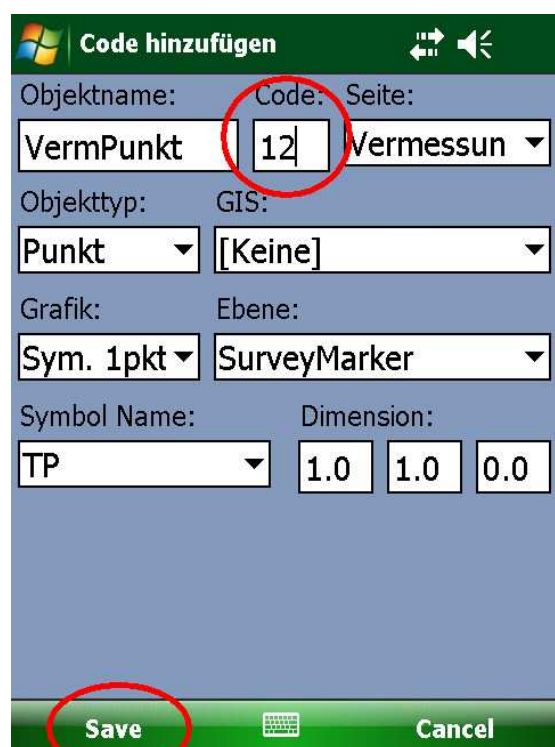 Code hinzufügen
Objektname: Code: Seite:
VermPunkt 12 Vermessun
Objekttyp: GIS:
Punkt [Keine]
Grafik: Ebene:
Sym. 1pkt SurveyMarker
Symbol Name: Dimension:
TP 1.0 1.0 0.0
Save Cancel